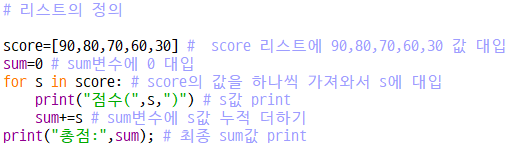 # 리스트의 정의
score=[90,80,70,60,30] #  score 리스트에 90,80,70,60,30 값 대입
sum=0 # sum변수에 0 대입
for s in score: # score의 값을 하나씩 가져와서 s에 대입
    print("점수(",s,")") # s값 print
    sum+=s # sum변수에 s값 누적 더하기
print("총점:",sum); # 최종 sum값 print